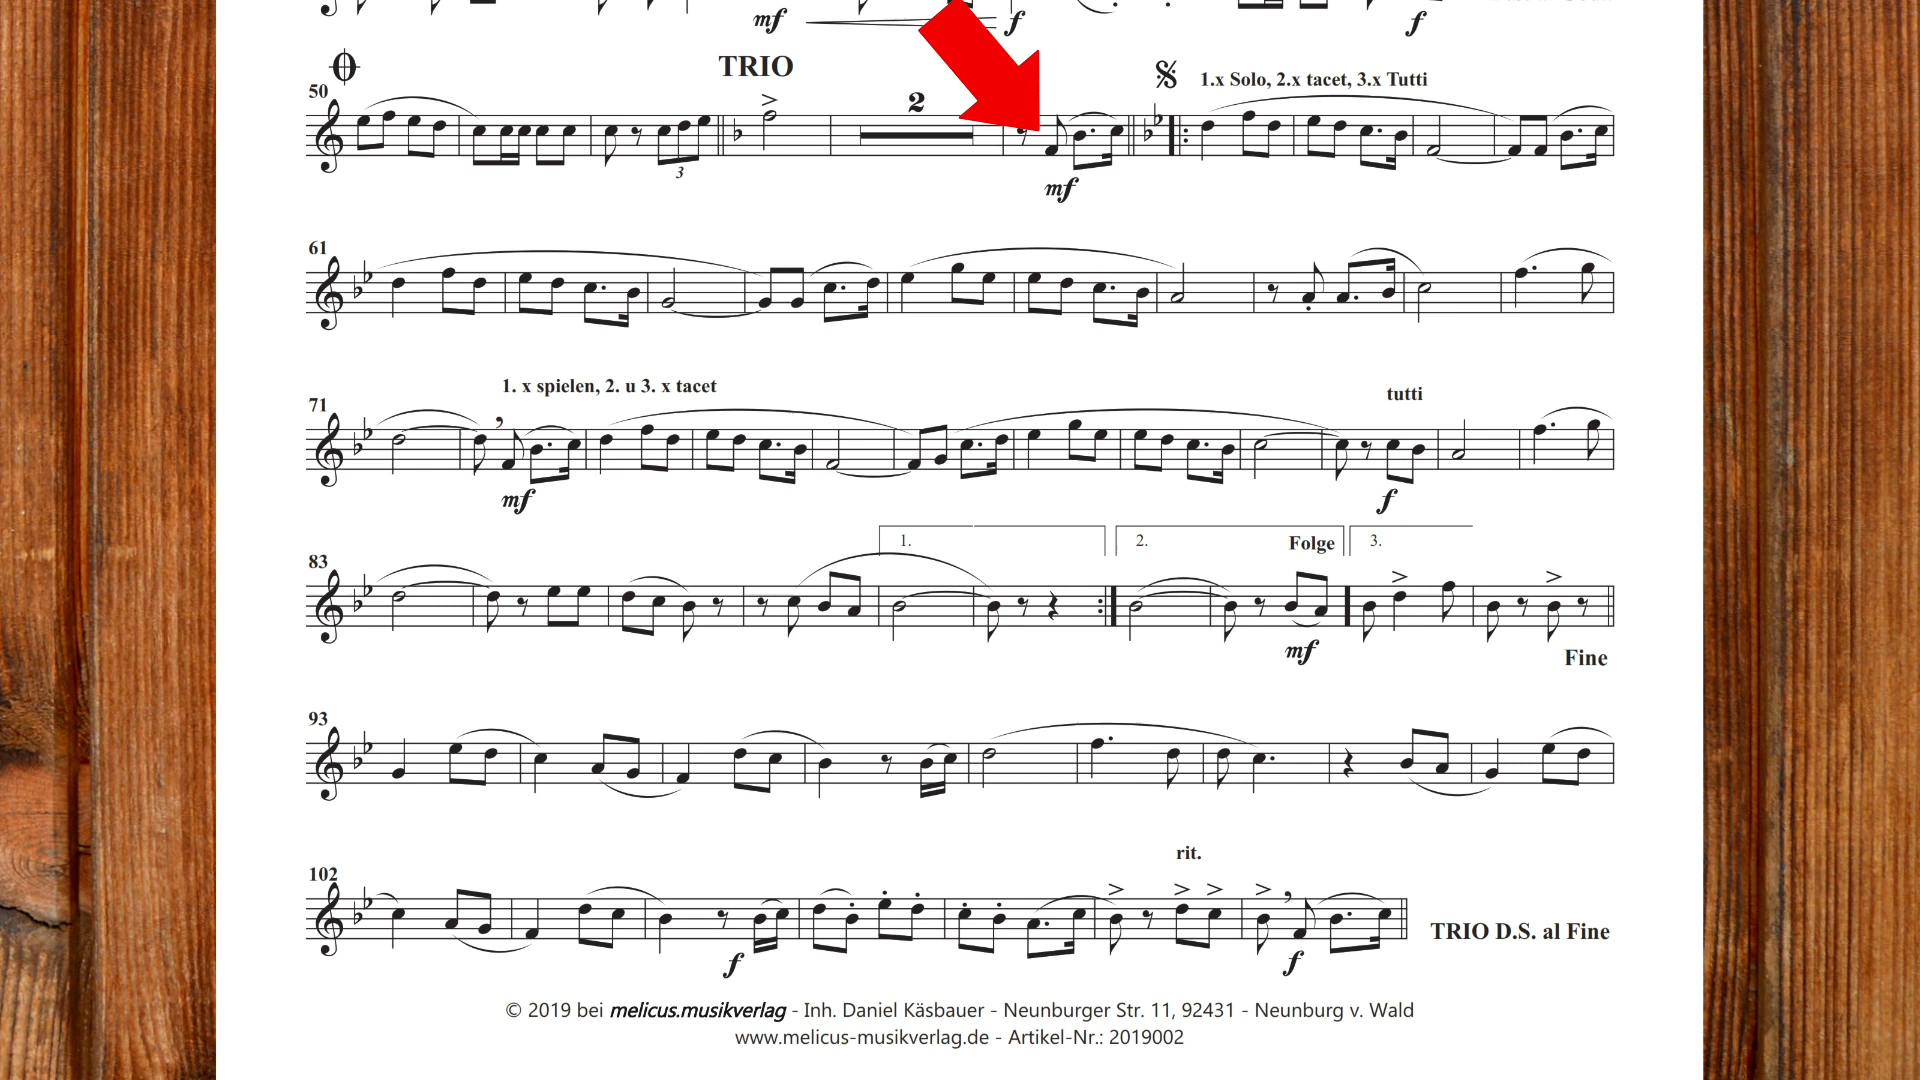 mf f f
50 TRIO 2 1.x Solo, 2.x tacet, 3.x Tutti
3 mf
61
71 1. x spielen, 2. u 3. x tacet tutti
mf f
83 1. 2. Folge 3.
mf Fine
93
102 rit.
TRIO D.S. al Fine
f f
© 2019 bei melicus.musikverlag - Inh. Daniel Käsbauer - Neunburger Str. 11, 92431 - Neunburg v. Wald
www.melicus-musikverlag.de - Artikel-Nr.: 2019002